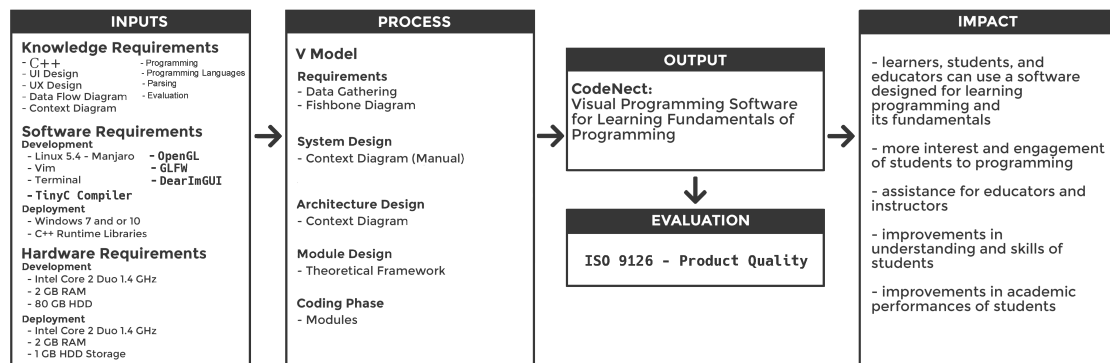 INPUTS
Knowledge Requirements
- C++
- UI Design
- UX Design
- Data Flow Diagram
- Context Diagram
- Programming
- Programming Languages
- Parsing
- Evaluation
Software Requirements
Development
- Linux 5.4 - Manjaro
- Vim
- Terminal
- TinyC Compiler
- OpenGL
- GLFW
- DearImGUI
Deployment
- Windows 7 and or 10
- C++ Runtime Libraries
Hardware Requirements
Development
- Intel Core 2 Duo 1.4 GHz
- 2 GB RAM
- 80 GB HDD
Deployment
- Intel Core 2 Duo 1.4 GHz
- 2 GB RAM
- 1 GB HDD Storage
PROCESS
V Model
Requirements
- Data Gathering
- Fishbone Diagram
System Design
- Context Diagram (Manual)
Architecture Design
- Context Diagram
Module Design
- Theoretical Framework
Coding Phase
- Modules
OUTPUT
CodeNect:
Visual Programming Software
for Learning Fundamentals of
Programming
EVALUATION
ISO 9126 - Product Quality
IMPACT
- learners, students, and
educators can use a software
designed for learning
programming and
its fundamentals
- more interest and engagement
of students to programming
- assistance for educators and
instructors
- improvements in
understanding and skills of
students
- improvements in academic
performances of students